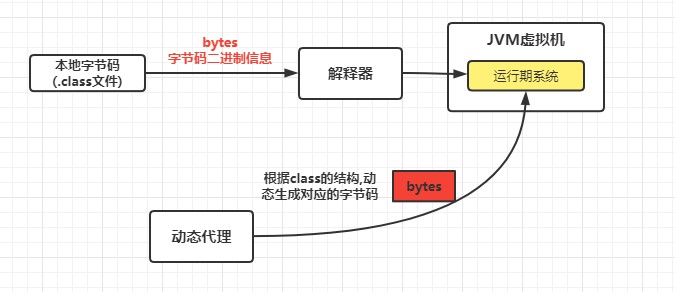 本地字节码
(.class文件)
bytes
字节码二进制信息
解释器
JVM虚拟机
运行期系统
根据class的结构,动
态生成对应的字节码
bytes
动态代理